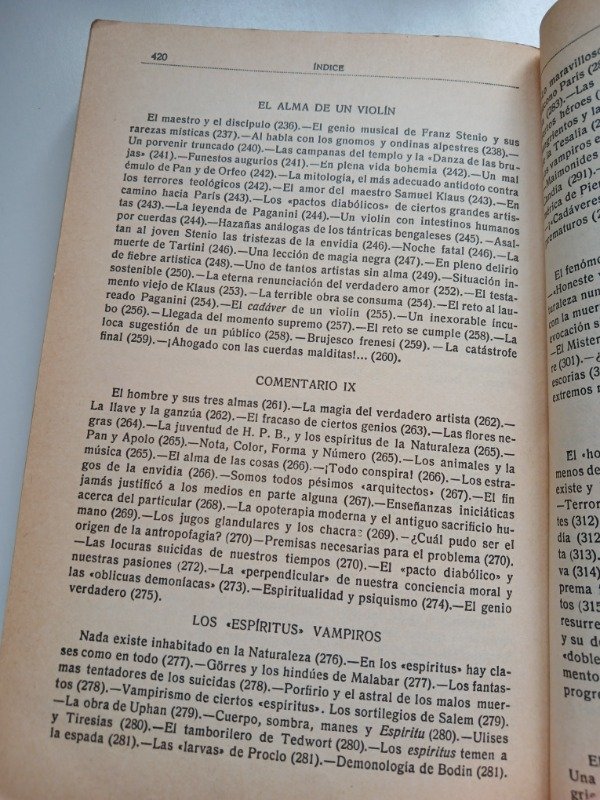 420
ÍNDICE
EL ALMA DE UN VIOLÍN
El maestro y el discípulo (236).—El genio musical de Franz Stenio y sus
rarezas místicas (237).—Al habla con los gnomos y ondinas alpestres (238).—
Un porvenir truncado (240).—Las campanas del templo y la «Danza de las bru-
jas» (241).—Funestos augurios (241).—En plena vida bohemia (242).—Un mal
émulo de Pan y de Orfeo (242).—La mitología, el más adecuado antídoto contra
los terrores teológicos (242).—El amor del maestro Samuel Klaus (243).—En
camino hacia París (243).—Los «pactos diabólicos» de ciertos grandes artis-
tas (243).—La leyenda de Paganini (244).—Un violín con intestinos humanos
por cuerdas (244).—Hazañas análogas de los tántricas bengaleses (245).—Asal-
tan al joven Stenio las tristezas de la envidia (246).—Noche fatal (246).—La
muerte de Tartini (246).—Una lección de magia negra (247).—En pleno delirio
de fiebre artística (248).—Uno de tantos artistas sin alma (249).—Situación in-
sostenible (250).—La eterna renunciación del verdadero amor (252).—El testa-
mento viejo de Klaus (253).—La terrible obra se consuma (254).—El reto al lau-
reado Paganini (254).—El cadáver de un violín (255).—Un inexorable íncu-
bo (256).—Llegada del momento supremo (257).—El reto se cumple (258).—La
loca sugestión de un público (258).—Brujesco frenesí (259).—La catástrofe
final (259).—¡Ahogado con las cuerdas malditas!... (260).
COMENTARIO IX
El hombre y sus tres almas (261).—La magia del verdadero artista (262).—
La llave y la ganzúa (262).—El fracaso de ciertos genios (263).—Las flores ne-
gras (264).—La juventud de H. P. B., y los espíritus de la Naturaleza (265).—
Pan y Apolo (265).—Nota, Color, Forma y Número (265).—Los animales y la
música (265).—El alma de las cosas (266).—¡Todo conspira! (266).—Los estra-
gos de la envidia (266).—Somos todos pésimos «arquitectos» (267).—El fin
jamás justificó a los medios en parte alguna (267).—Enseñanzas iniciáticas
acerca del particular (268).—La opoterapia moderna y el antiguo sacrificio hu-
mano (269).—Los jugos glandulares y los chacras (269).—¿Cuál pudo ser el
origen de la antropofagia? (270)—Premisas necesarias para el problema (270).
—Las locuras suicidas de nuestros tiempos (270).—El «pacto diabólico» y
nuestras pasiones (272).—La «perpendicular» de nuestra conciencia moral y
las «oblicuas demoníacas» (273).—Espiritualidad y psiquismo (274).—El genio
verdadero (275).
LOS «ESPÍRITUS» VAMPIROS
Nada existe inhabitado en la Naturaleza (276).—En los «espíritus» hay cla-
ses como en todo (277).—Görres y los hindúes de Malabar (277).—Los fantas-
mas tentadores de los suicidas (278).—Porfirio y el astral de los malos muer-
tos (278).—Vampirismo de ciertos «espíritus». Los sortilegios de Salem (279).
—La obra de Uphan (279).—Cuerpo, sombra, manes y Espíritu (280).—Ulises
y Tiresias (280).—El tamborilero de Tedwort (280).—Los espíritus temen a
la espada (281).—Las «larvas» de Proclo (281).—Demonología de Bodin (281).